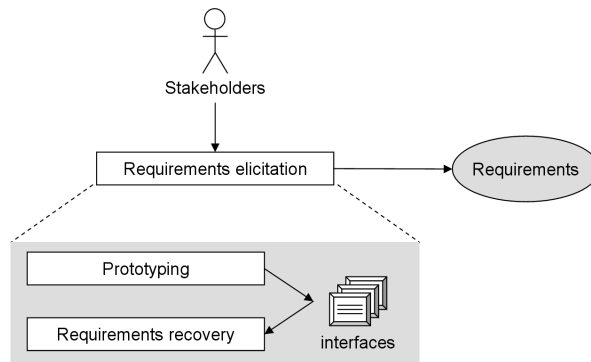 Stakeholders
Requirements elicitation
Requirements
Prototyping
Requirements recovery
interfaces